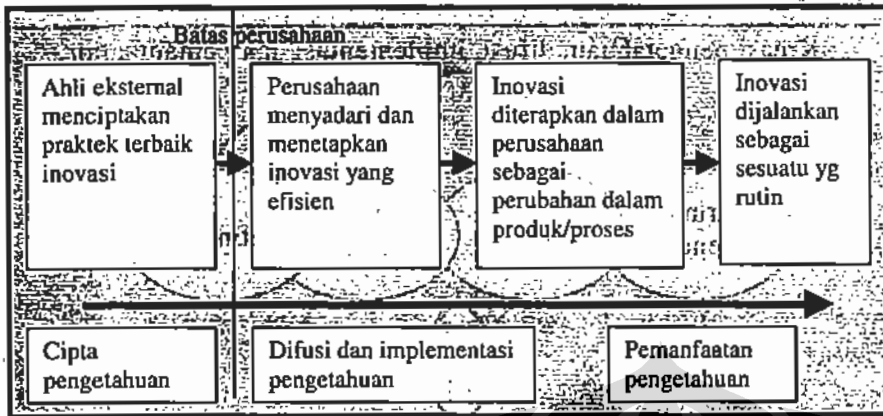 Batas perusahaan
Ahli eksternal
menciptakan
praktek terbaik
inovasi
Perusahaan
menyadari dan
menetapkan
inovasi yang
efisien
Inovasi
diterapkan dalam
perusahaan
sebagai
perubahan dalam
produk/proses
Inovasi
dijalankan
sebagai
sesuatu yg
rutin
Cipta
pengetahuan
Difusi dan implementasi
pengetahuan
Pemanfaatan
pengetahuan